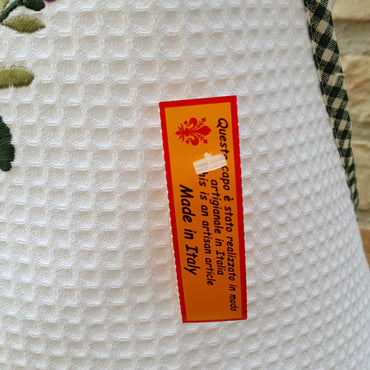 Questo capo è stato realizzato in modo
artigianale in Italia
This is an artisan article
Made in Italy